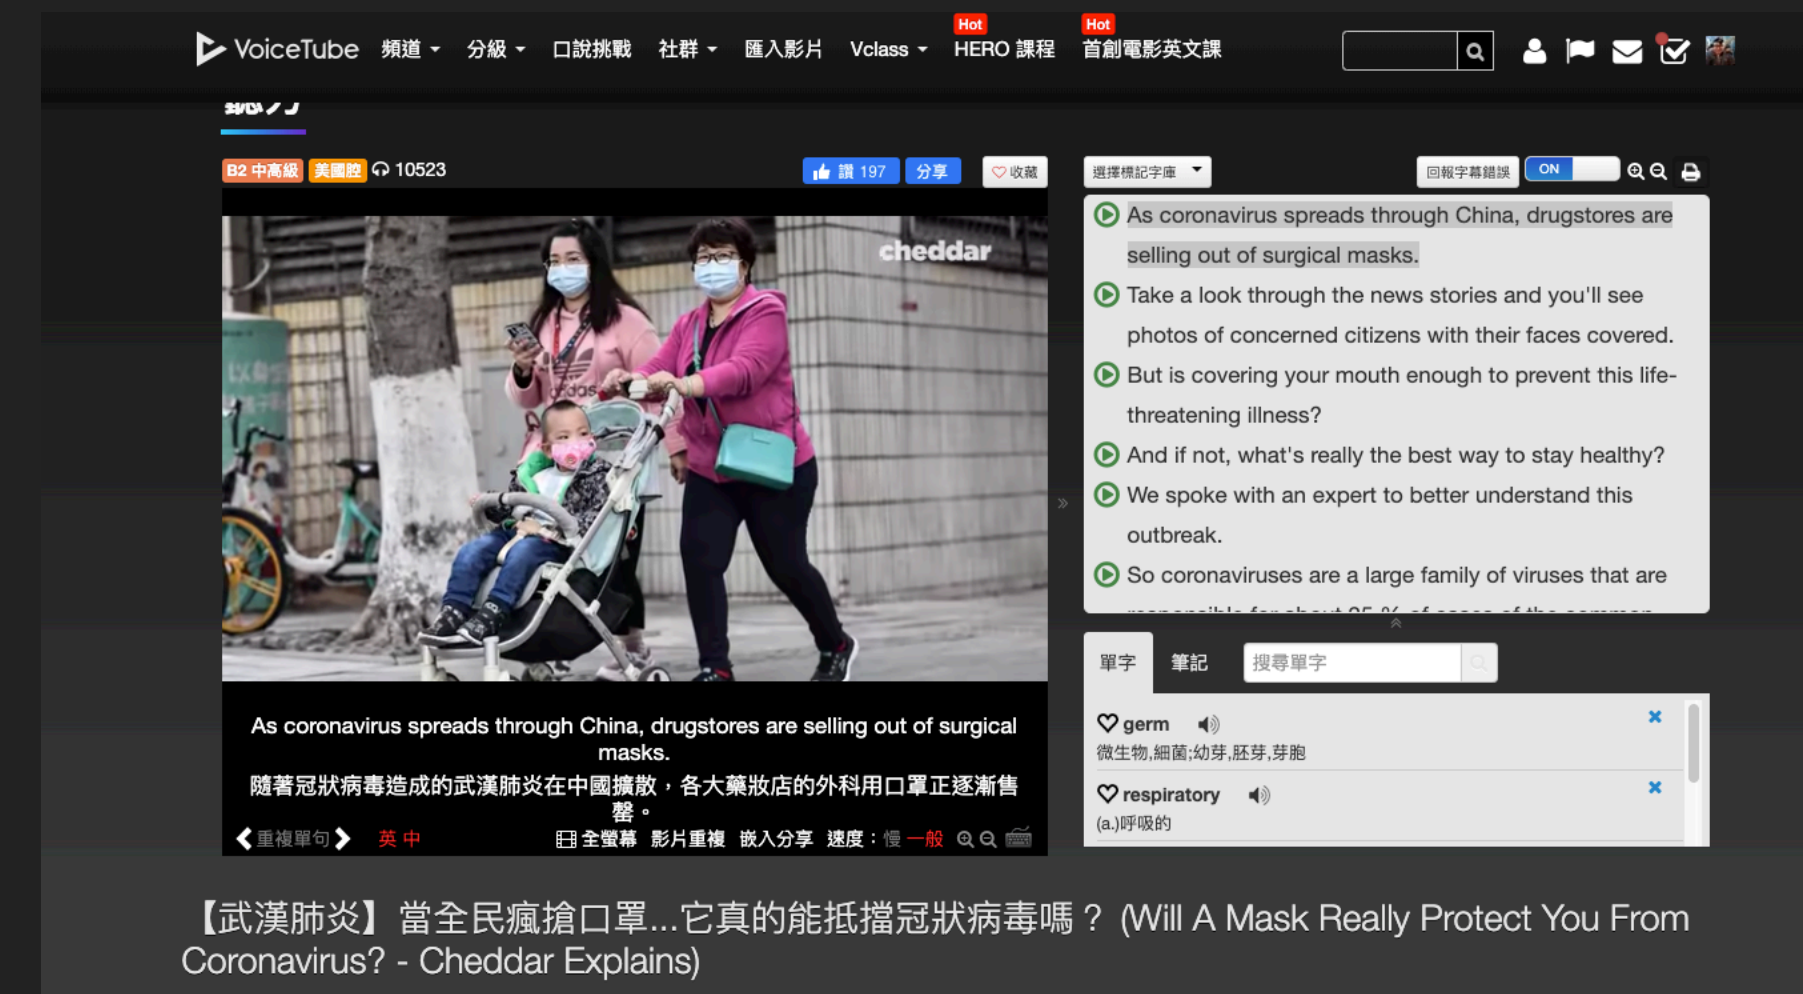 Hot
Hot
VoiceTube 頻道 分級 口說挑戰 社群 匯入影片 Vclass HERO 課程 首創電影英文課
聽力
B2 中高級 美國腔 10523
讚 197 分享 收藏
選擇標記字庫 回報字幕錯誤 ON
cheddar
adidas
As coronavirus spreads through China, drugstores are selling out of surgical
masks.
隨著冠狀病毒造成的武漢肺炎在中國擴散，各大藥妝店的外科用口罩正逐漸售
罄。
重複單句 英 中 全螢幕 影片重複 嵌入分享 速度：慢 一般
As coronavirus spreads through China, drugstores are
selling out of surgical masks.
Take a look through the news stories and you'll see
photos of concerned citizens with their faces covered.
But is covering your mouth enough to prevent this life-
threatening illness?
And if not, what's really the best way to stay healthy?
We spoke with an expert to better understand this
outbreak.
So coronaviruses are a large family of viruses that are
responsible for about 25 % of cases of the common
單字 筆記 搜尋單字
germ
微生物,細菌;幼芽,胚芽,芽胞
respiratory
(a.)呼吸的
【武漢肺炎】當全民瘋搶口罩...它真的能抵擋冠狀病毒嗎？ (Will A Mask Really Protect You From
Coronavirus? - Cheddar Explains)